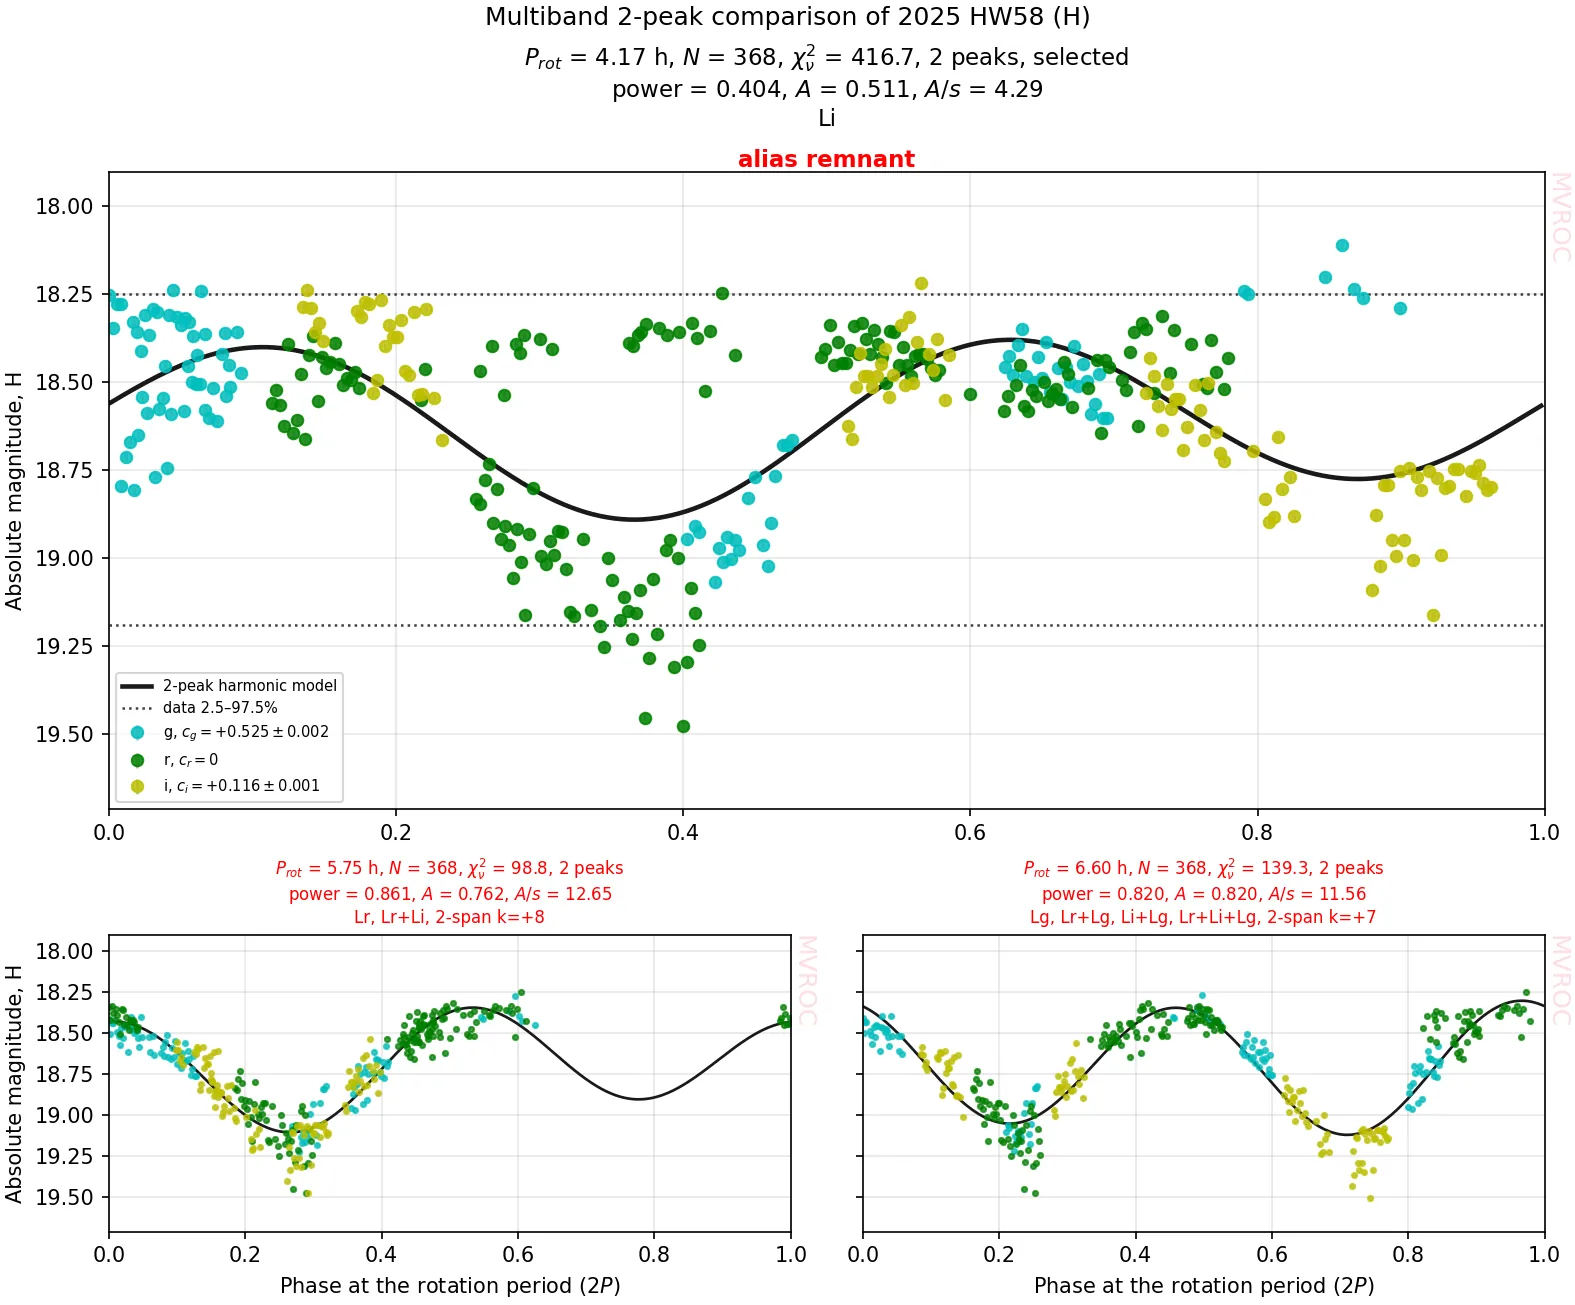 Multiband 2-peak comparison of 2025 HW58 (H)
P_rot = 4.17 h, N = 368, χ²_ν = 416.7, 2 peaks, selected
power = 0.404, A = 0.511, A/s = 4.29
Li
alias remnant
MVROC
Absolute magnitude, H
18.00
18.25
18.50
18.75
19.00
19.25
19.50
2-peak harmonic model
data 2.5–97.5%
g, c_g = +0.525 ± 0.002
r, c_r = 0
i, c_i = +0.116 ± 0.001
0.0 0.2 0.4 0.6 0.8 1.0
P_rot = 5.75 h, N = 368, χ²_ν = 98.8, 2 peaks
power = 0.861, A = 0.762, A/s = 12.65
Lr, Lr+Li, 2-span k=+8
MVROC
Absolute magnitude, H
18.00
18.25
18.50
18.75
19.00
19.25
19.50
0.0 0.2 0.4 0.6 0.8 1.0
Phase at the rotation period (2P)
P_rot = 6.60 h, N = 368, χ²_ν = 139.3, 2 peaks
power = 0.820, A = 0.820, A/s = 11.56
Lg, Lr+Lg, Li+Lg, Lr+Li+Lg, 2-span k=+7
MVROC
0.0 0.2 0.4 0.6 0.8 1.0
Phase at the rotation period (2P)